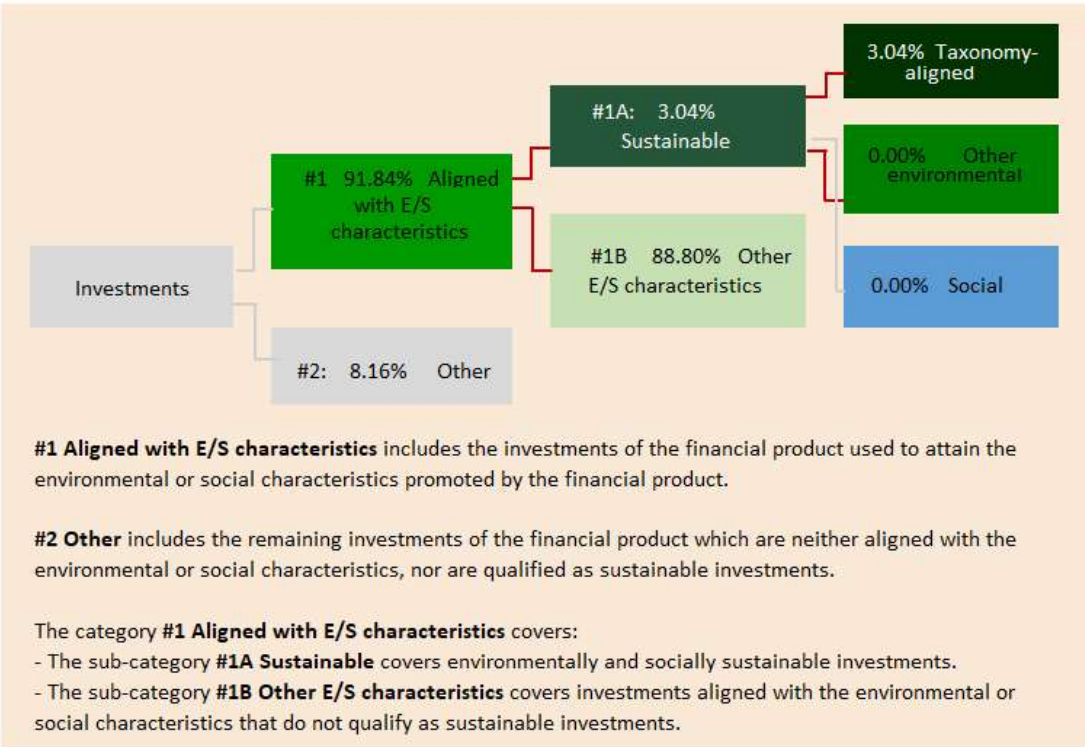 3.04% Taxonomy-
aligned
#1A: 3.04%
Sustainable
0.00% Other
environmental
#1 91.84% Aligned
with E/S
characteristics
#1B 88.80% Other
E/S characteristics
Investments
0.00% Social
#2: 8.16% Other
#1 Aligned with E/S characteristics includes the investments of the financial product used to attain the
environmental or social characteristics promoted by the financial product.
#2 Other includes the remaining investments of the financial product which are neither aligned with the
environmental or social characteristics, nor are qualified as sustainable investments.
The category #1 Aligned with E/S characteristics covers:
- The sub-category #1A Sustainable covers environmentally and socially sustainable investments.
- The sub-category #1B Other E/S characteristics covers investments aligned with the environmental or
social characteristics that do not qualify as sustainable investments.